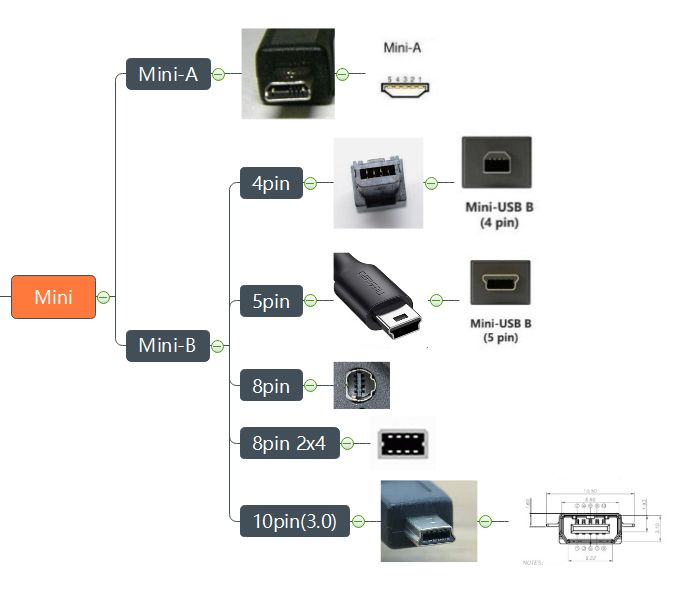 Mini
Mini-A
Mini-A
5 4 3 2 1
Mini-B
4pin
Mini-USB B
(4 pin)
5pin
Mini-USB B
(5 pin)
8pin
8pin 2x4
10pin(3.0)
NOTES: